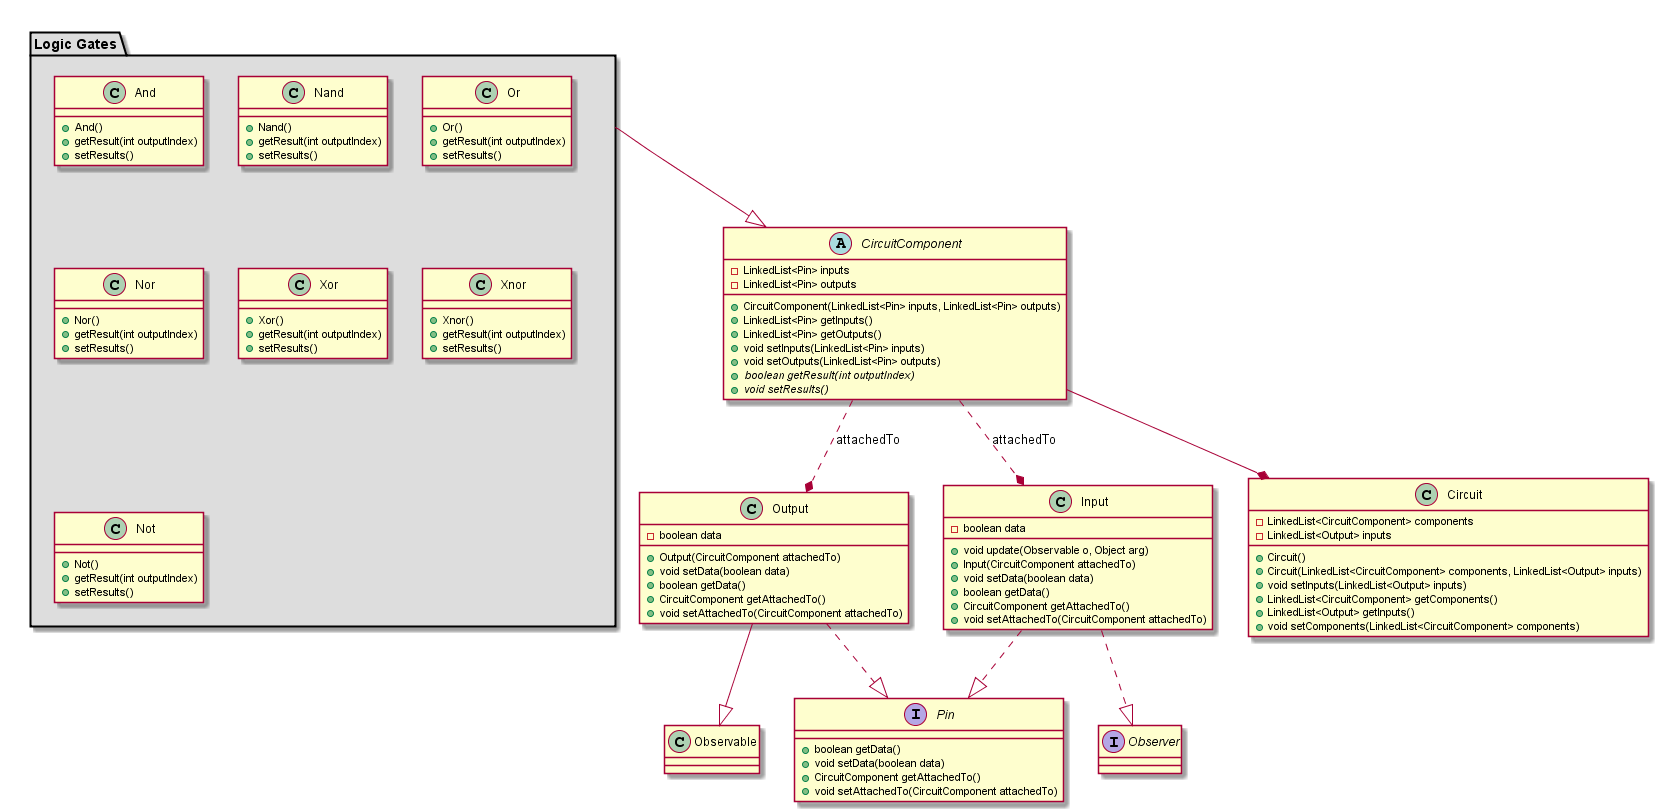 Logic Gates
C And
And()
getResult(int outputIndex)
setResults()
C Nand
Nand()
getResult(int outputIndex)
setResults()
C Or
Or()
getResult(int outputIndex)
setResults()
C Nor
Nor()
getResult(int outputIndex)
setResults()
C Xor
Xor()
getResult(int outputIndex)
setResults()
C Xnor
Xnor()
getResult(int outputIndex)
setResults()
C Not
Not()
getResult(int outputIndex)
setResults()
A CircuitComponent
LinkedList<Pin> inputs
LinkedList<Pin> outputs
CircuitComponent(LinkedList<Pin> inputs, LinkedList<Pin> outputs)
LinkedList<Pin> getInputs()
LinkedList<Pin> getOutputs()
void setInputs(LinkedList<Pin> inputs)
void setOutputs(LinkedList<Pin> outputs)
boolean getResult(int outputIndex)
void setResults()
attachedTo
attachedTo
C Output
boolean data
Output(CircuitComponent attachedTo)
void setData(boolean data)
boolean getData()
CircuitComponent getAttachedTo()
void setAttachedTo(CircuitComponent attachedTo)
C Input
boolean data
void update(Observable o, Object arg)
Input(CircuitComponent attachedTo)
void setData(boolean data)
boolean getData()
CircuitComponent getAttachedTo()
void setAttachedTo(CircuitComponent attachedTo)
C Circuit
LinkedList<CircuitComponent> components
LinkedList<Output> inputs
Circuit()
Circuit(LinkedList<CircuitComponent> components, LinkedList<Output> inputs)
void setInputs(LinkedList<Output> inputs)
LinkedList<CircuitComponent> getComponents()
LinkedList<Output> getInputs()
void setComponents(LinkedList<CircuitComponent> components)
C Observable
I Pin
boolean getData()
void setData(boolean data)
CircuitComponent getAttachedTo()
void setAttachedTo(CircuitComponent attachedTo)
I Observer